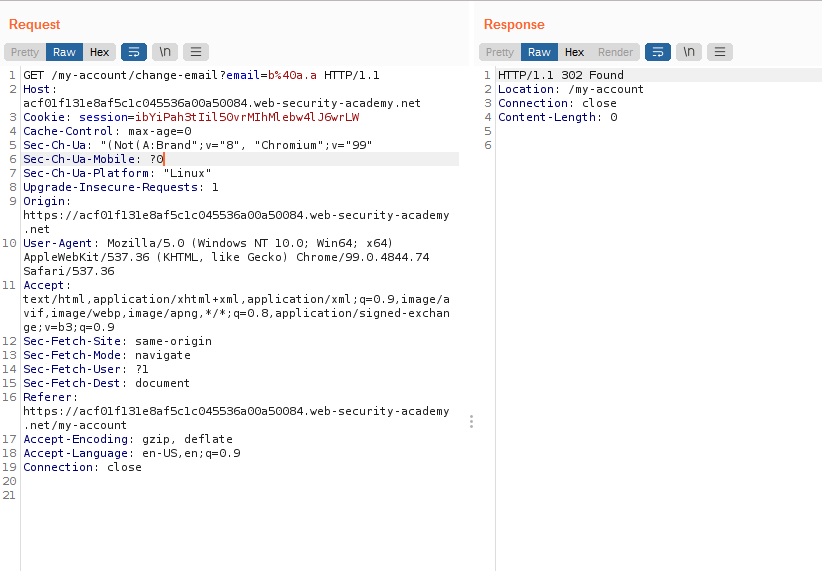 Request
Pretty Raw Hex \n
1 GET /my-account/change-email?email=b%40a.a HTTP/1.1
2 Host:
acf01f131e8af5c1c045536a00a50084.web-security-academy.net
3 Cookie: session=ibYiPah3tIil50vrMIhMlebw4lJ6wrLW
4 Cache-Control: max-age=0
5 Sec-Ch-Ua: "(Not(A:Brand";v="8", "Chromium";v="99"
6 Sec-Ch-Ua-Mobile: ?0
7 Sec-Ch-Ua-Platform: "Linux"
8 Upgrade-Insecure-Requests: 1
9 Origin:
https://acf01f131e8af5c1c045536a00a50084.web-security-academy
.net
10 User-Agent: Mozilla/5.0 (Windows NT 10.0; Win64; x64)
AppleWebKit/537.36 (KHTML, like Gecko) Chrome/99.0.4844.74
Safari/537.36
11 Accept:
text/html,application/xhtml+xml,application/xml;q=0.9,image/a
vif,image/webp,image/apng,*/*;q=0.8,application/signed-exchan
ge;v=b3;q=0.9
12 Sec-Fetch-Site: same-origin
13 Sec-Fetch-Mode: navigate
14 Sec-Fetch-User: ?1
15 Sec-Fetch-Dest: document
16 Referer:
https://acf01f131e8af5c1c045536a00a50084.web-security-academy
.net/my-account
17 Accept-Encoding: gzip, deflate
18 Accept-Language: en-US,en;q=0.9
19 Connection: close
20
21
Response
Pretty Raw Hex Render \n
1 HTTP/1.1 302 Found
2 Location: /my-account
3 Connection: close
4 Content-Length: 0
5
6